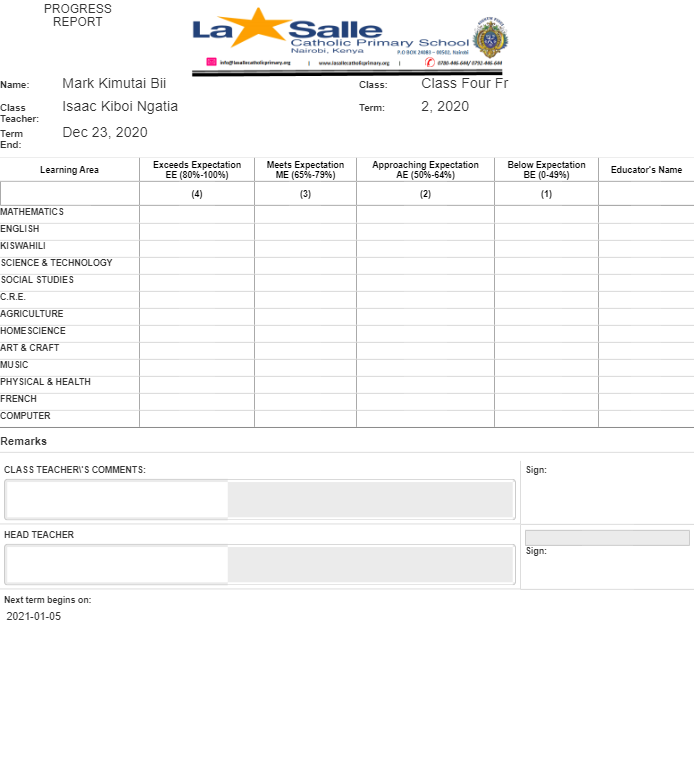 PROGRESS
REPORT
La Salle
Catholic Primary School
Nairobi, Kenya
P.O BOX 24083 – 00502, Nairobi
info@lasallecatholicprimary.org | www.lasallecatholicprimary.org | 0780-446-644/ 0792-446-644
Name: Mark Kimutai Bii Class: Class Four Fr
Class Teacher: Isaac Kiboi Ngatia Term: 2, 2020
Term End: Dec 23, 2020
Learning Area Exceeds Expectation EE (80%-100%) Meets Expectation ME (65%-79%) Approaching Expectation AE (50%-64%) Below Expectation BE (0-49%) Educator's Name
(4) (3) (2) (1)
MATHEMATICS
ENGLISH
KISWAHILI
SCIENCE & TECHNOLOGY
SOCIAL STUDIES
C.R.E.
AGRICULTURE
HOMESCIENCE
ART & CRAFT
MUSIC
PHYSICAL & HEALTH
FRENCH
COMPUTER
Remarks
CLASS TEACHER\'S COMMENTS: Sign:
HEAD TEACHER
Sign:
Next term begins on:
2021-01-05